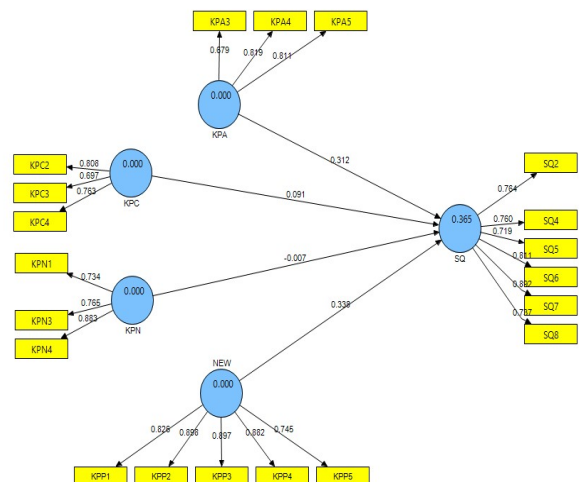 KPA3 KPA4 KPA5
0.679 0.819 0.811
0.000
KPA
KPC2
KPC3
KPC4
0.808
0.697
0.763
0.000
KPC
0.312
0.091
-0.007
0.338
KPN1
KPN3
KPN4
0.734
0.765
0.883
0.000
KPN
0.365
SQ
0.764
0.760
0.719
0.811
SQ2
SQ4
SQ5
SQ6
SQ7
SQ8
NEW
0.000
0.826 0.898 0.897 0.882 0.745
KPP1 KPP2 KPP3 KPP4 KPP5